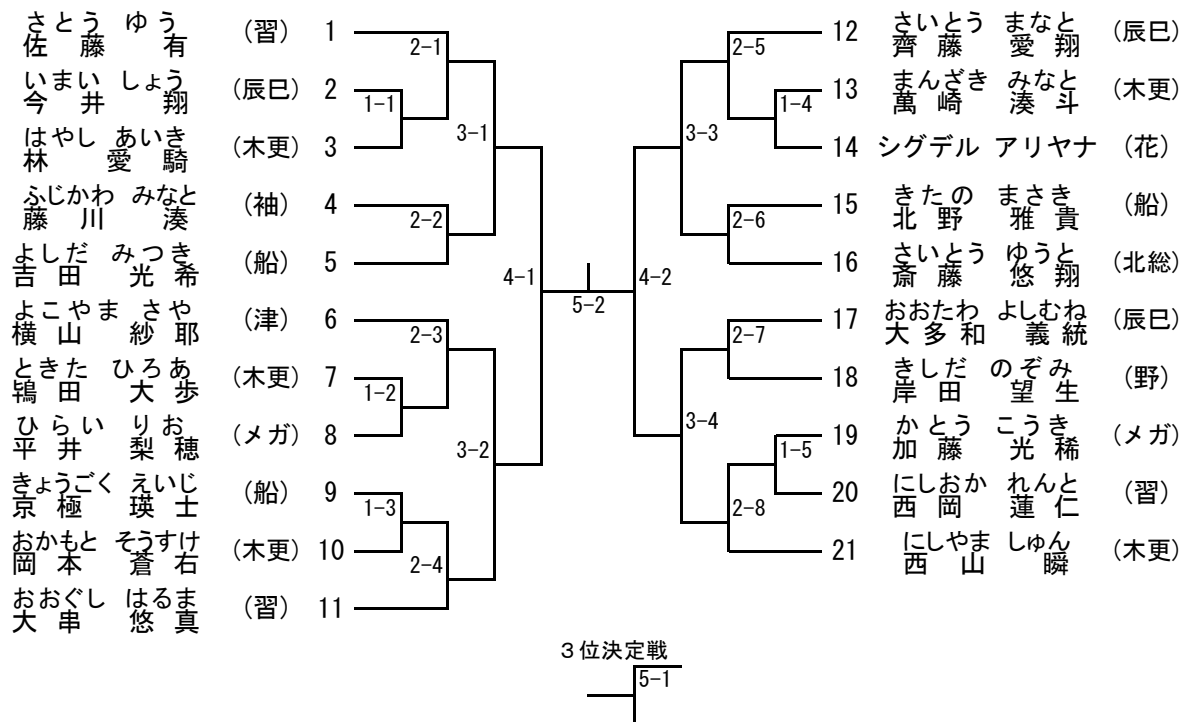 さとう ゆう
佐藤 有 （習） 1
いまい しょう
今井 翔 （辰巳） 2
はやし あいき
林 愛騎 （木更） 3
ふじかわ みなと
藤川 湊 （袖） 4
よしだ みつき
吉田 光希 （船） 5
よこやま さや
横山 紗耶 （津） 6
ときた ひろあ
鴇田 大歩 （木更） 7
ひらい りお
平井 梨穂 （メガ） 8
きょうごく えいじ
京極 瑛士 （船） 9
おかもと そうすけ
岡本 蒼右 （木更） 10
おおぐし はるま
大串 悠真 （習） 11
2-1
1-1
3-1
2-2
4-1
2-3
1-2
3-2
1-3
2-4
5-2
4-2
2-5
1-4
3-3
2-6
2-7
3-4
1-5
2-8
さいとう まなと
12 齊藤 愛翔 （辰巳）
まんざき みなと
13 萬崎 湊斗 （木更）
14 シグデル アリヤナ （花）
きたの まさき
15 北野 雅貴 （船）
さいとう ゆうと
16 斎藤 悠翔 （北総）
おおたわ よしむね
17 大多和 義統 （辰巳）
きしだ のぞみ
18 岸田 望生 （野）
かとう こうき
19 加藤 光稀 （メガ）
にしおか れんと
20 西岡 蓮仁 （習）
にしやま しゅん
21 西山 瞬 （木更）
３位決定戦
5-1